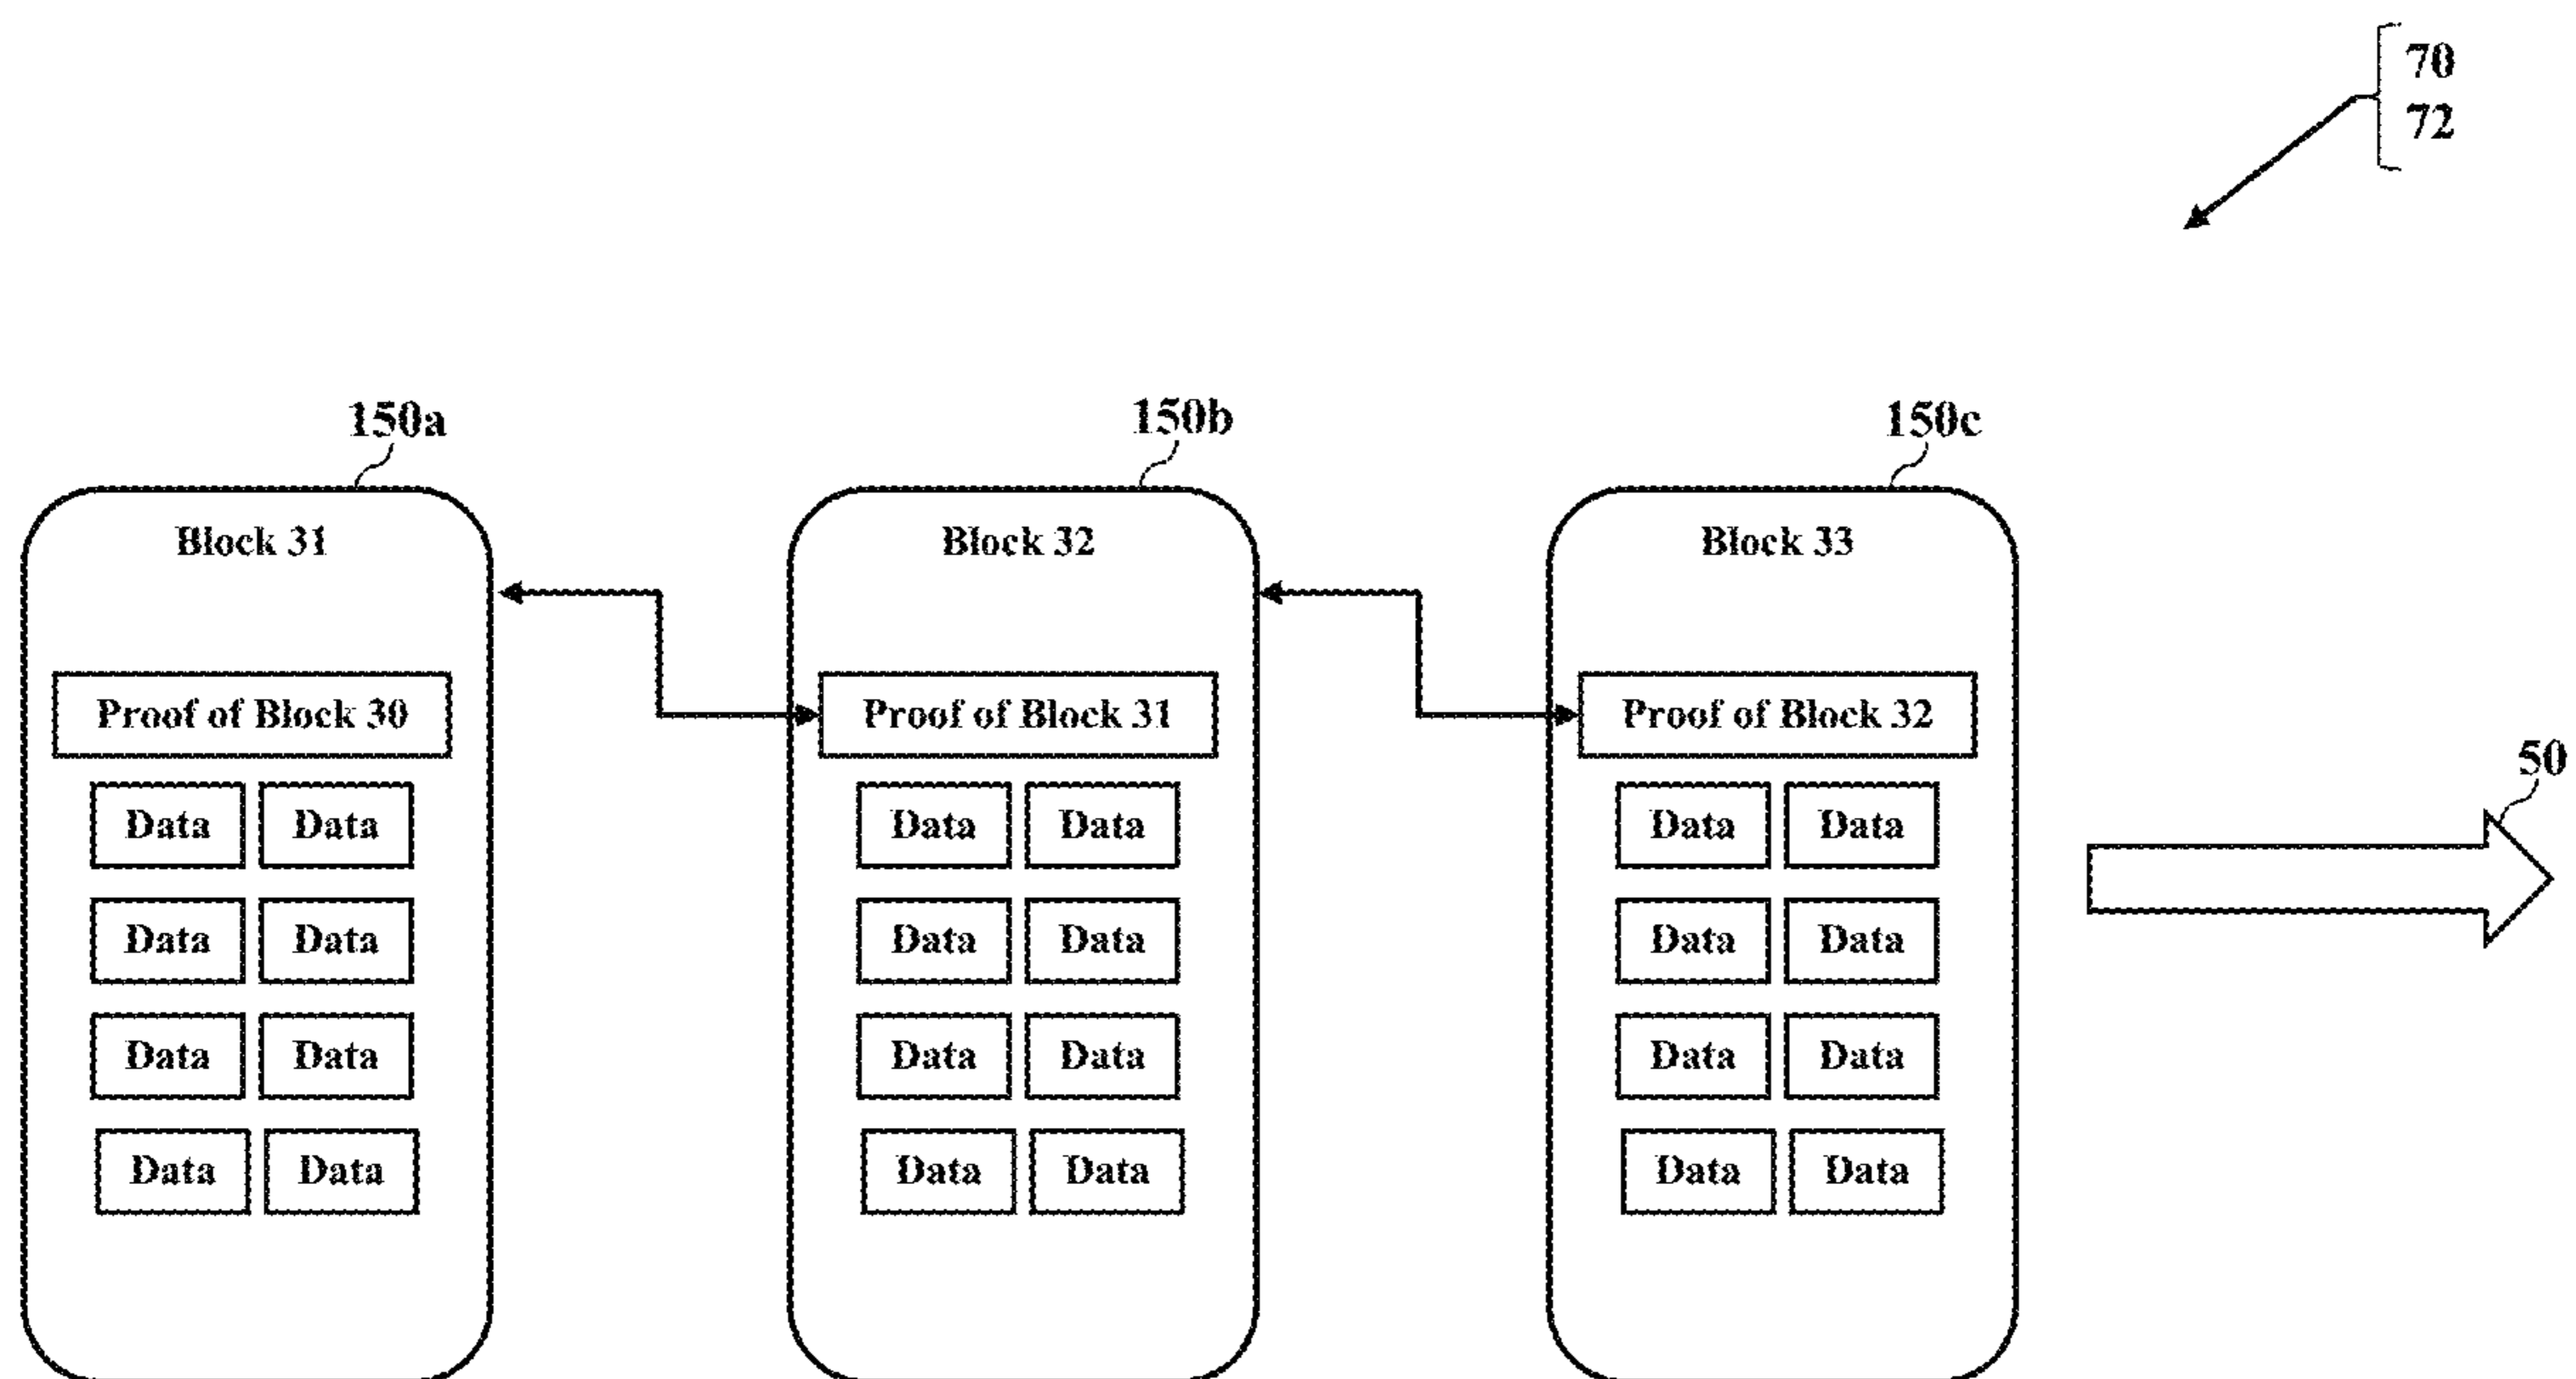 70
72
150a
150b
150c
Block 31
Block 32
Block 33
Proof of Block 30
Proof of Block 31
Proof of Block 32
50
Data Data
Data Data
Data Data
Data Data
Data Data
Data Data
Data Data
Data Data
Data Data
Data Data
Data Data
Data Data